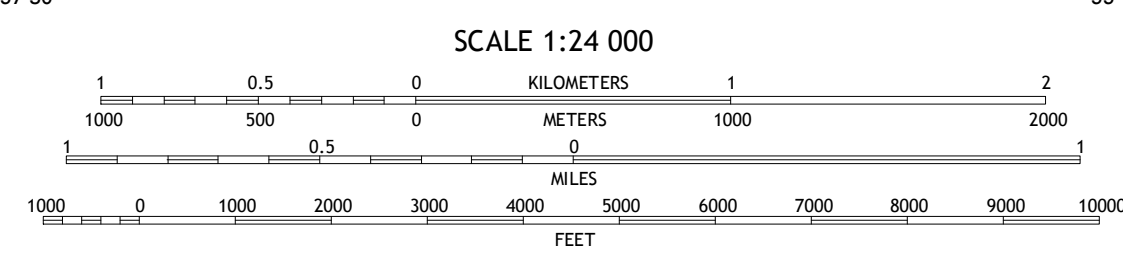 SCALE 1:24 000
1 0.5 0 KILOMETERS 1 2
1000 500 0 METERS 1000 2000
1 0.5 0 1
MILES
1000 0 1000 2000 3000 4000 5000 6000 7000 8000 9000 10000
FEET